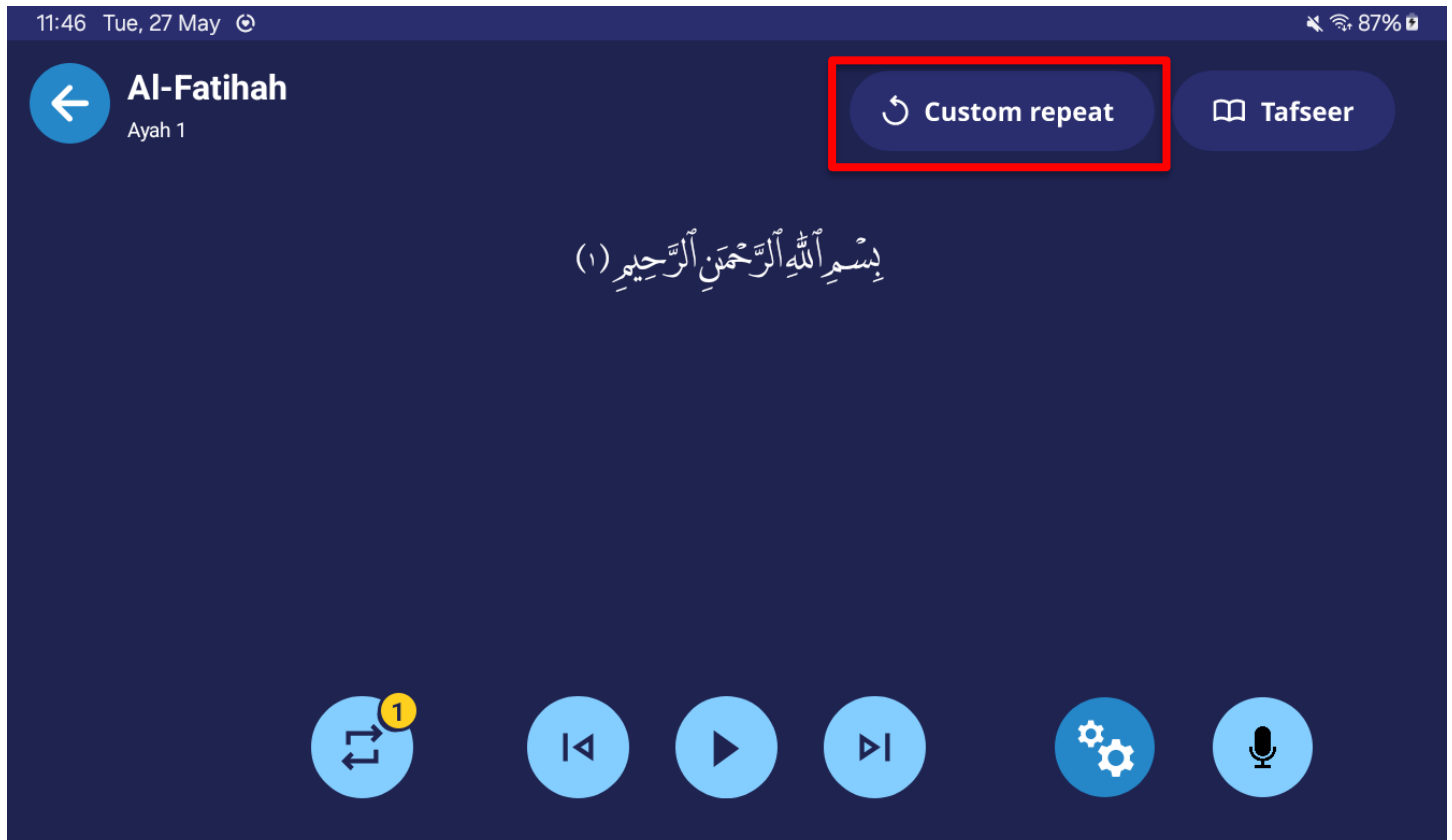 11:46 Tue, 27 May 87%
Al-Fatihah
Ayah 1
Custom repeat
Tafseer
بِسْمِ ٱللَّهِ ٱلرَّحْمَٰنِ ٱلرَّحِيمِ (١)
1